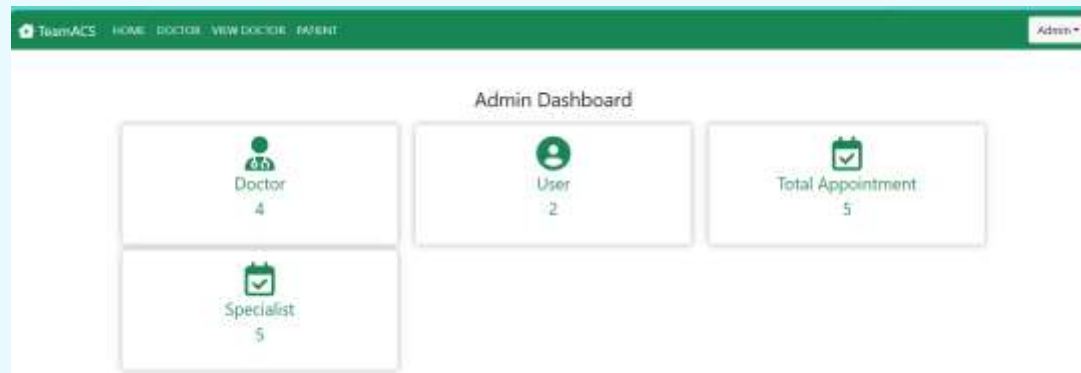 TeamACS HOME DOCTOR VIEW DOCTOR PATIENT Admin
Admin Dashboard
Doctor
4
User
2
Total Appointment
5
Specialist
5